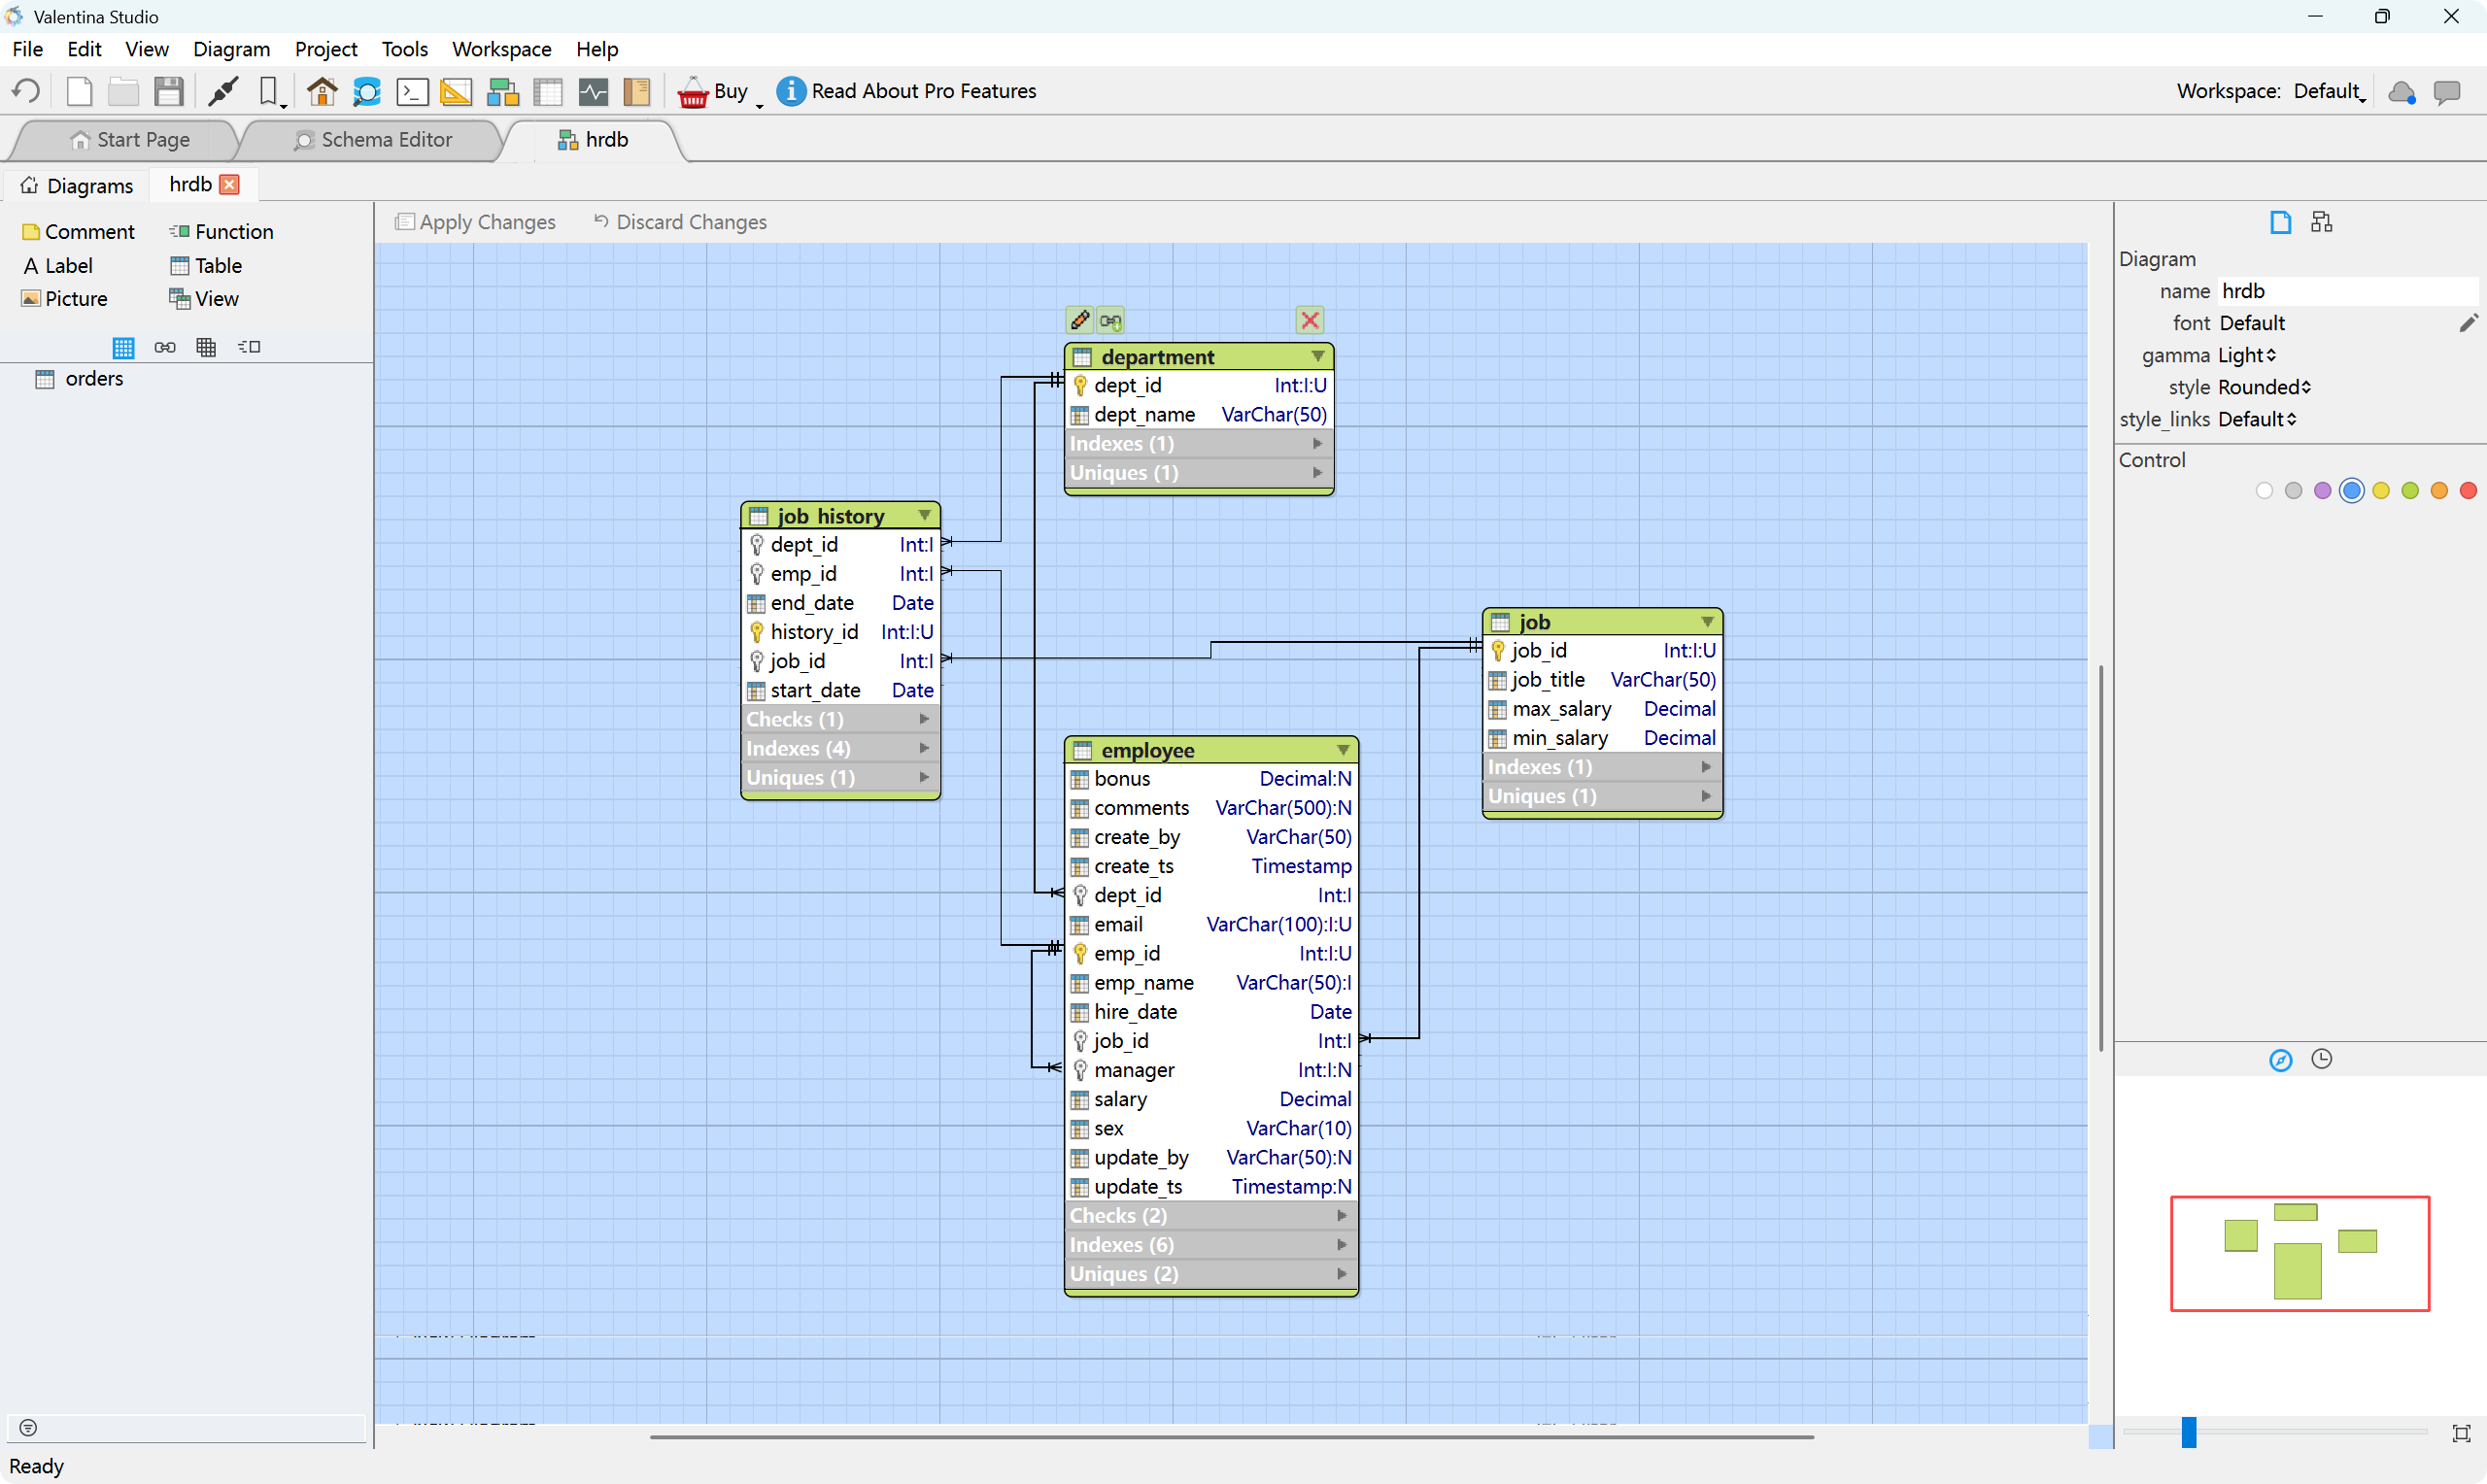 Valentina Studio
File Edit View Diagram Project Tools Workspace Help
Buy Read About Pro Features Workspace: Default
Start Page Schema Editor hrdb
Diagrams hrdb
Comment Function
Label Table
Picture View
orders
Apply Changes Discard Changes
department
dept_id Int:I:U
dept_name VarChar(50)
Indexes (1)
Uniques (1)
job_history
dept_id Int:I
emp_id Int:I
end_date Date
history_id Int:I:U
job_id Int:I
start_date Date
Checks (1)
Indexes (4)
Uniques (1)
job
job_id Int:I:U
job_title VarChar(50)
max_salary Decimal
min_salary Decimal
Indexes (1)
Uniques (1)
employee
bonus Decimal:N
comments VarChar(500):N
create_by VarChar(50)
create_ts Timestamp
dept_id Int:I
email VarChar(100):I:U
emp_id Int:I:U
emp_name VarChar(50):I
hire_date Date
job_id Int:I
manager Int:I:N
salary Decimal
sex VarChar(10)
update_by VarChar(50):N
update_ts Timestamp:N
Checks (2)
Indexes (6)
Uniques (2)
Diagram
name hrdb
font Default
gamma Light
style Rounded
style_links Default
Control
Ready